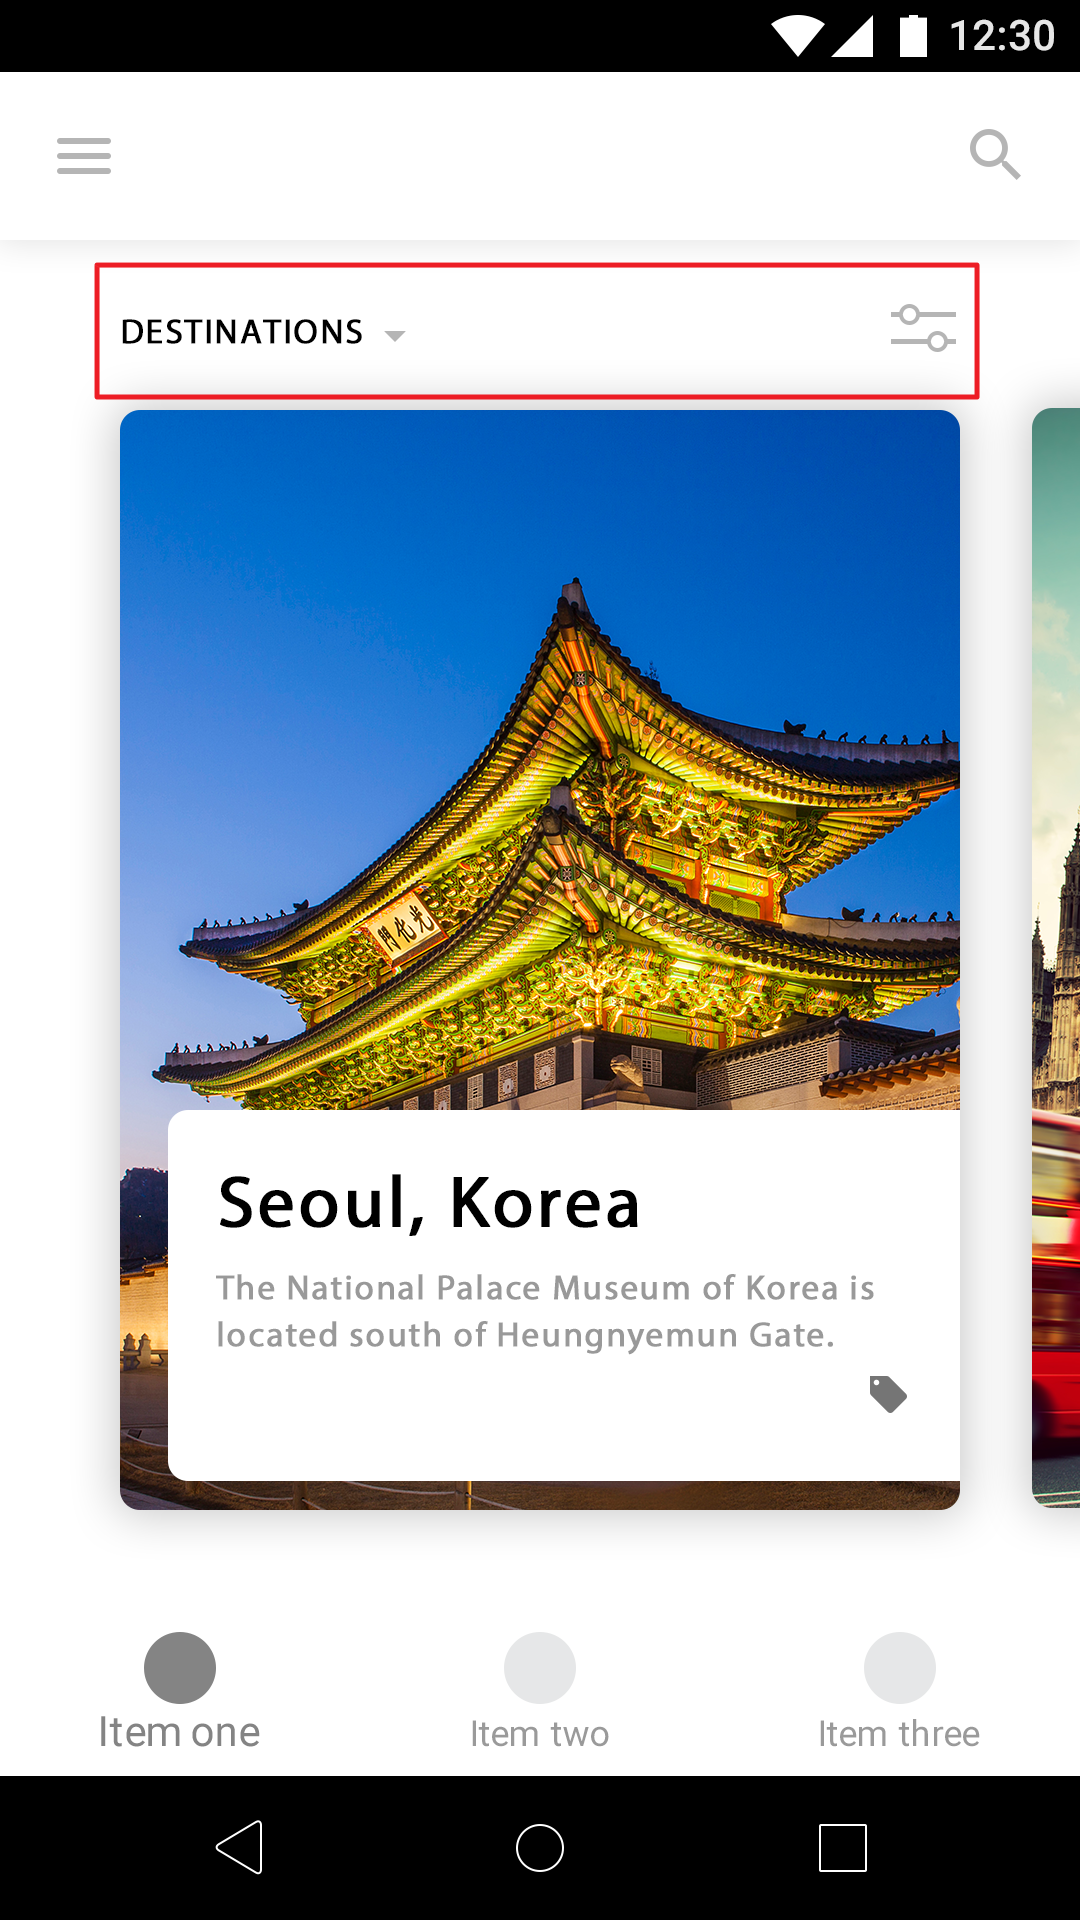 12:30
DESTINATIONS
門化光
Seoul, Korea
The National Palace Museum of Korea is
located south of Heungnyemun Gate.
Item one
Item two
Item three